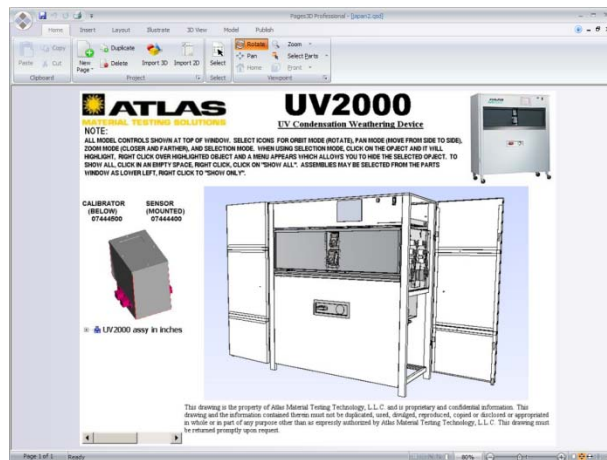 Pages3D Professional - [japan2.qsd]
Home Insert Layout Illustrate 3D View Model Publish
Paste Copy Cut New Page Duplicate Delete Import 3D Import 2D Select Rotate Pan Home Zoom Select Parts Front
Clipboard Project Select Viewpoint
ATLAS
MATERIAL TESTING SOLUTIONS
UV2000
UV Condensation Weathering Device
NOTE:
ALL MODEL CONTROLS SHOWN AT TOP OF WINDOW. SELECT ICONS FOR ORBIT MODE (ROTATE), PAN MODE (MOVE FROM SIDE TO SIDE),
ZOOM MODE (CLOSER AND FARTHER), AND SELECTION MODE. WHEN USING SELECTION MODE, CLICK ON THE OBJECT AND IT WILL
HIGHLIGHT, RIGHT CLICK OVER HIGHLIGHTED OBJECT AND A MENU APPEARS WHICH ALLOWS YOU TO HIDE THE SELECTED OPJECT. TO
SHOW ALL, CLICK IN AN EMPTY SPACE, RIGHT CLICK, CLICK ON "SHOW ALL". ASSEMBLIES MAY BE SELECTED FROM THE PARTS
WINDOW AS LOWER LEFT, RIGHT CLICK TO "SHOW ONLY".
CALIBRATOR (BELOW) 07444500
SENSOR (MOUNTED) 07444400
UV2000 assy in inches
This drawing is the property of Atlas Material Testing Technology, L.L.C. and is proprietary and confidential information. This
drawing and the information contained therein must not be duplicated, used, divulged, reproduced, copied or disclosed or appropriated
in whole or in part of any purpose other than as expressly authorized by Atlas Material Testing Technology, L.L.C. This drawing must
be returned promptly upon request.
Page 1 of 1 Ready 80%